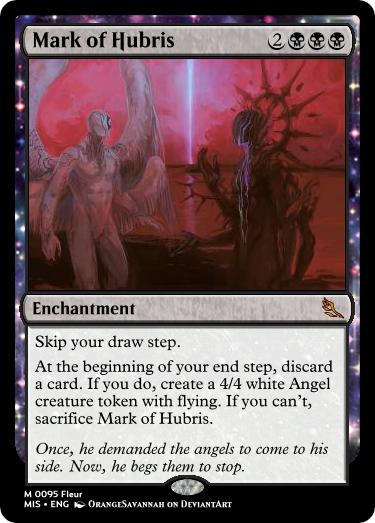 Mark of Hubris 2
Enchantment
Skip your draw step.
At the beginning of your end step, discard
a card. If you do, create a 4/4 white Angel
creature token with flying. If you can't,
sacrifice Mark of Hubris.
Once, he demanded the angels to come to his
side. Now, he begs them to stop.
M 0095 Fleur
MIS • ENG OrangeSavannah on DeviantArt